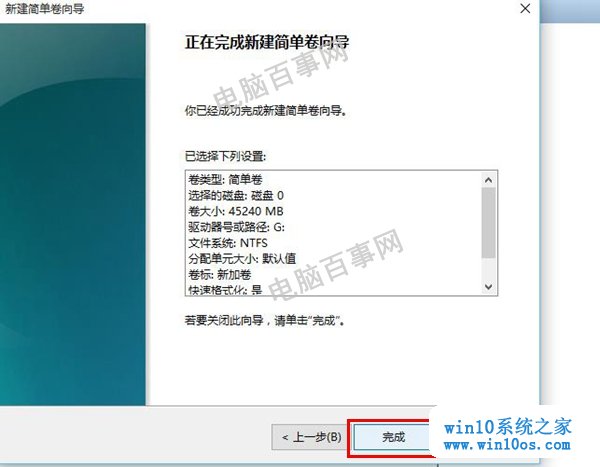 新建简单卷向导
正在完成新建简单卷向导
电脑百事网
你已经成功完成新建简单卷向导。
已选择下列设置:
卷类型: 简单卷
选择的磁盘: 磁盘 0
卷大小: 45240 MB
驱动器号或路径: G:
文件系统: NTFS
分配单元大小: 默认值
卷标: 新加卷
快速格式化: 是
电脑百事网
若要关闭此向导，请单击"完成"。
< 上一步(B)
完成
win10系统之家
www.win10os.com